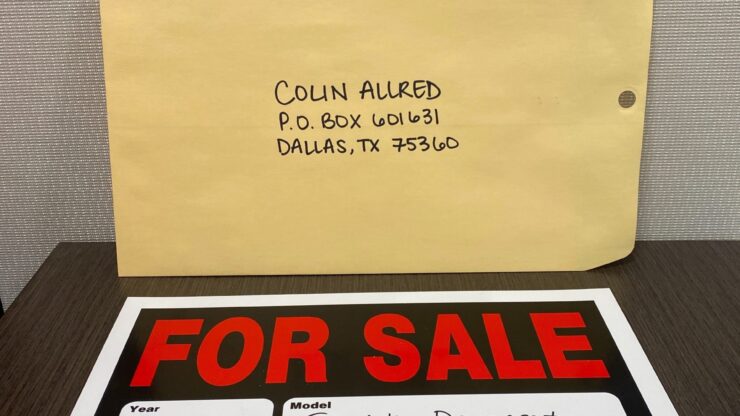 COLIN ALLRED
P.O. BOX 601631
DALLAS, TX 75360
FOR SALE
Year
Model